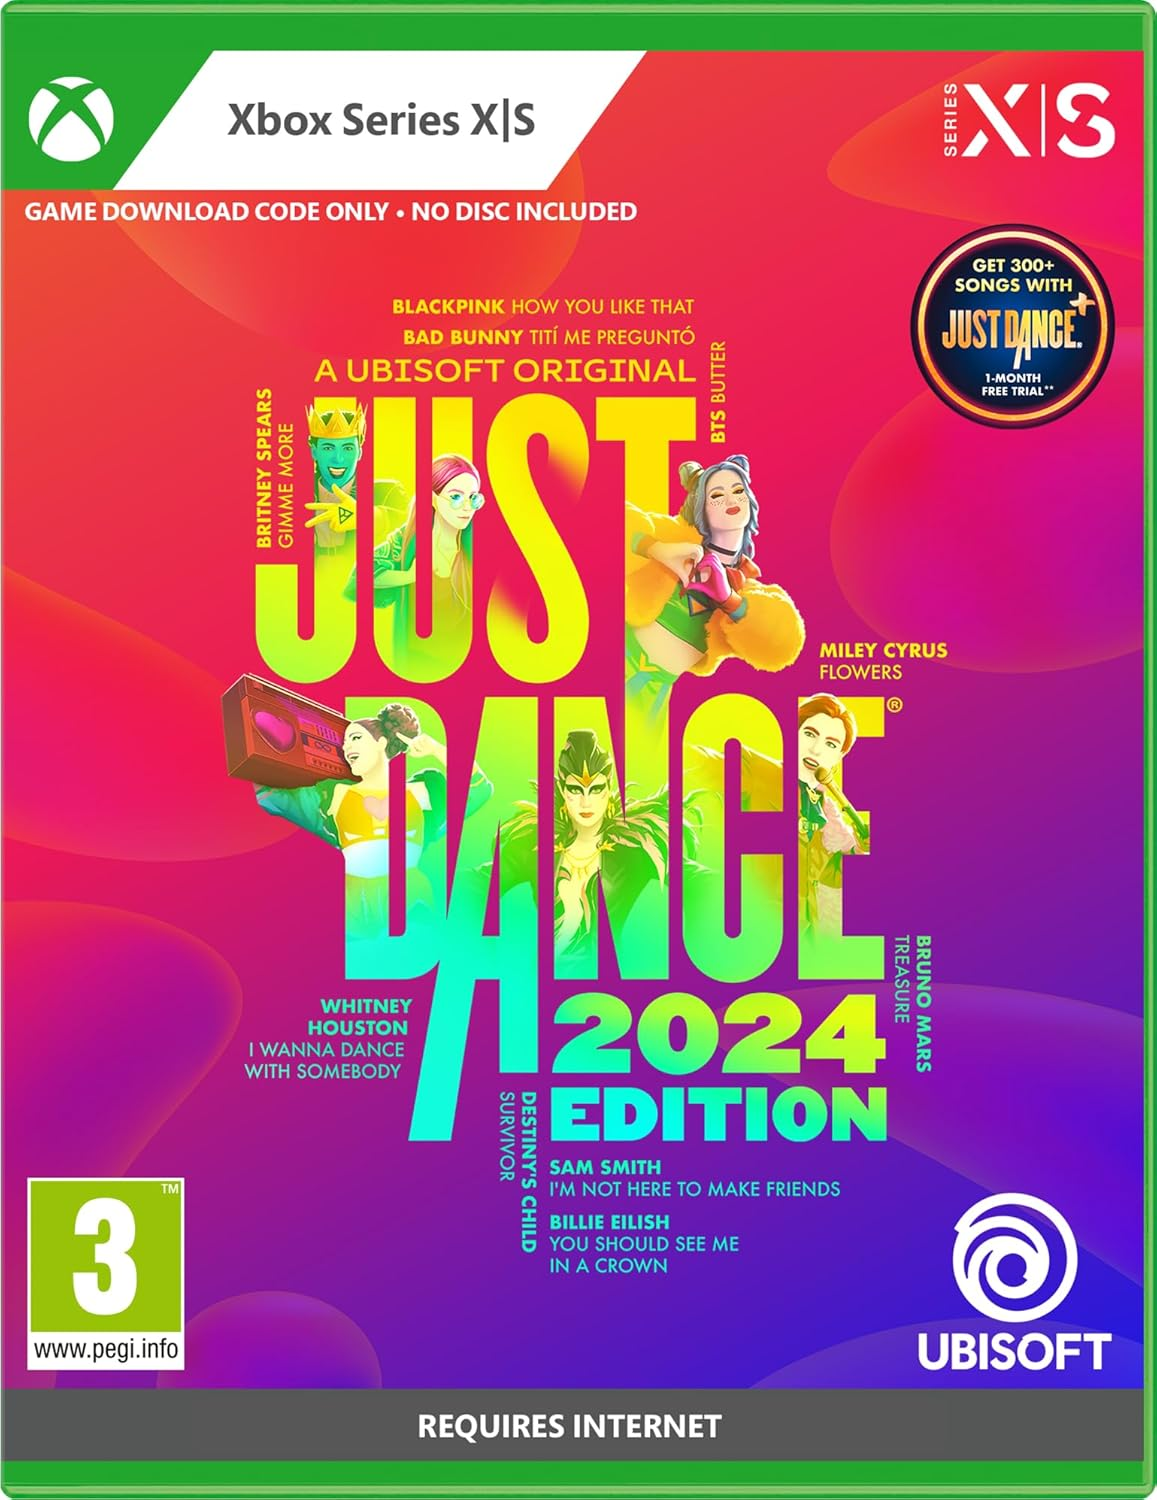 Xbox Series X|S
SERIES X|S
GAME DOWNLOAD CODE ONLY • NO DISC INCLUDED
GET 300+
SONGS WITH
JUST DANCE+®
1-MONTH
FREE TRIAL**
BLACKPINK HOW YOU LIKE THAT
BAD BUNNY TITÍ ME PREGUNTÓ
A UBISOFT ORIGINAL
BTS BUTTER
BRITNEY SPEARS
GIMME MORE
JUST
MILEY CYRUS
FLOWERS
DANCE®
BRUNO MARS
TREASURE
WHITNEY
HOUSTON
I WANNA DANCE
WITH SOMEBODY
2024
EDITION
DESTINY'S CHILD
SURVIVOR
SAM SMITH
I'M NOT HERE TO MAKE FRIENDS
BILLIE EILISH
YOU SHOULD SEE ME
IN A CROWN
3™
www.pegi.info
UBISOFT
REQUIRES INTERNET